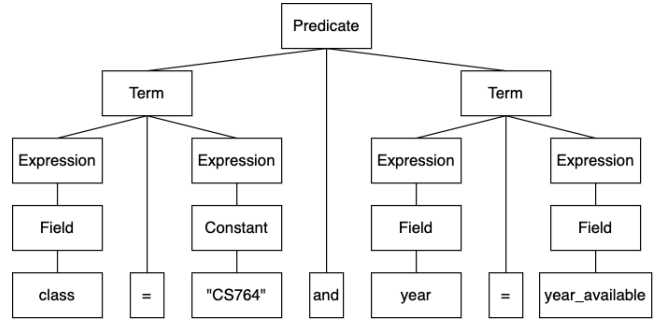 Predicate
Term Term
Expression Expression Expression Expression
Field Constant Field Field
class = "CS764" and year = year_available